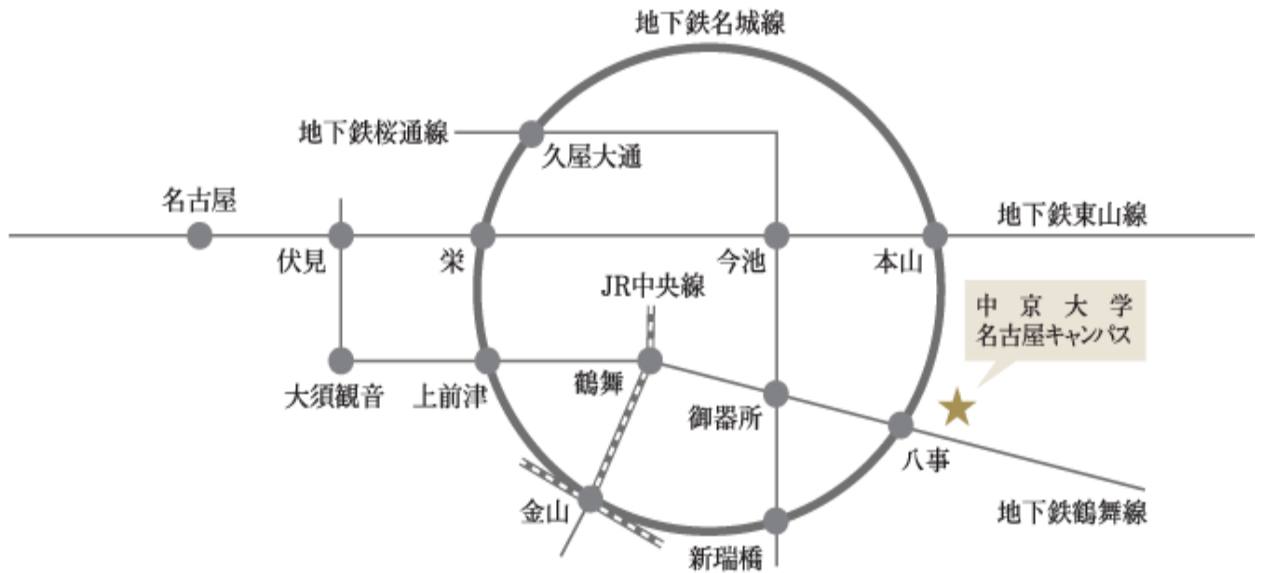 地下鉄名城線
地下鉄桜通線
久屋大通
名古屋
地下鉄東山線
伏見
栄
今池
本山
JR中央線
中京大学
名古屋キャンパス
大須観音
上前津
鶴舞
御器所
八事
金山
地下鉄鶴舞線
新瑞橋